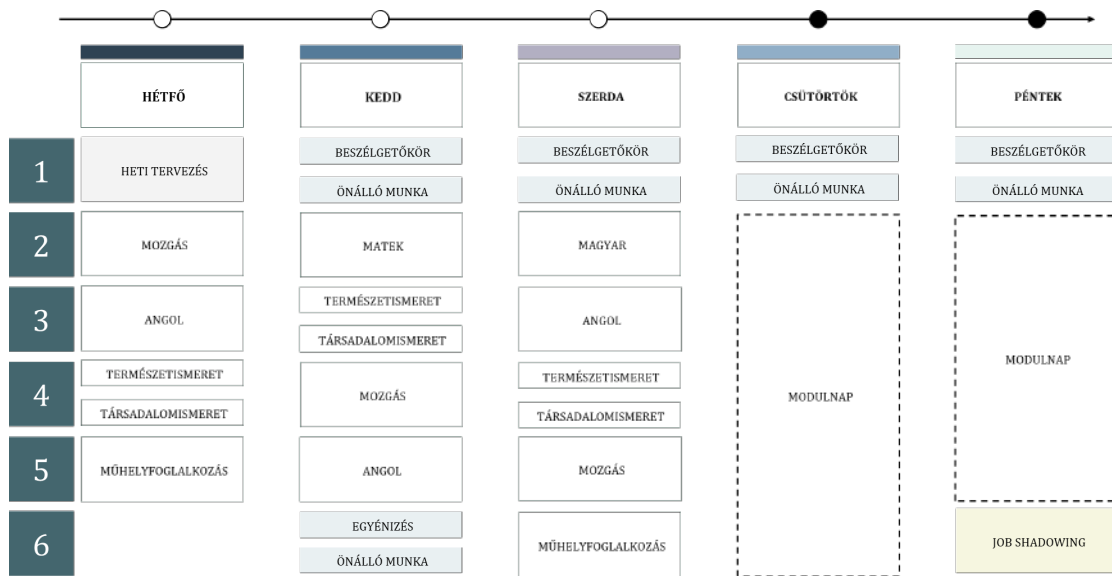 HÉTFŐ
KEDD
SZERDA
CSÜTÖRTÖK
PÉNTEK
1
HETI TERVEZÉS
BESZÉLGETŐKÖR
BESZÉLGETŐKÖR
BESZÉLGETŐKÖR
BESZÉLGETŐKÖR
ÖNÁLLÓ MUNKA
ÖNÁLLÓ MUNKA
ÖNÁLLÓ MUNKA
ÖNÁLLÓ MUNKA
2
MOZGÁS
MATEK
MAGYAR
3
ANGOL
TERMÉSZETISMERET
TÁRSADALOMISMERET
ANGOL
4
TERMÉSZETISMERET
TÁRSADALOMISMERET
MOZGÁS
TERMÉSZETISMERET
TÁRSADALOMISMERET
MODULNAP
MODULNAP
5
MŰHELYFOGLALKOZÁS
ANGOL
MOZGÁS
6
EGYÉNIZÉS
ÖNÁLLÓ MUNKA
MŰHELYFOGLALKOZÁS
JOB SHADOWING